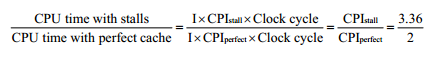 CPU time with stalls / CPU time with perfect cache = I × CPIstall × Clock cycle / I × CPIperfect × Clock cycle = CPIstall / CPIperfect = 3.36 / 2